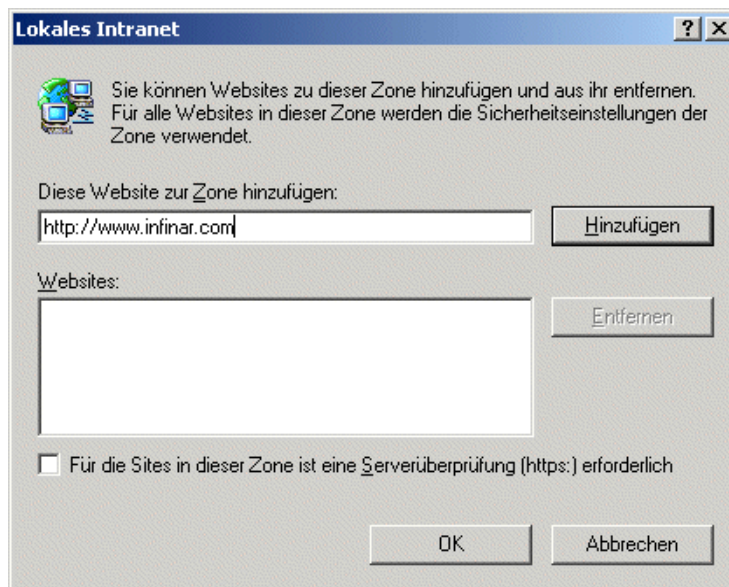 Lokales Intranet
Sie können Websites zu dieser Zone hinzufügen und aus ihr entfernen.
Für alle Websites in dieser Zone werden die Sicherheitseinstellungen der
Zone verwendet.
Diese Website zur Zone hinzufügen:
http://www.infinar.com
Hinzufügen
Websites:
Entfernen
Für die Sites in dieser Zone ist eine Serverüberprüfung (https:) erforderlich
OK
Abbrechen